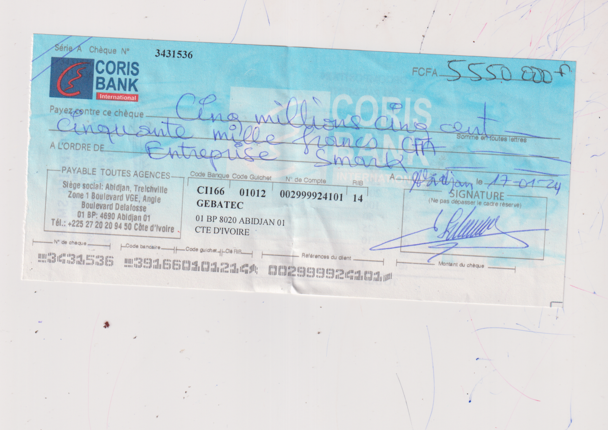 Série A Chèque N° 3431536
CORIS
BANK
International
FCFA 5 550 000 F
Payez contre ce chèque Cinq millions cinq cent
Somme en toutes lettres
Cinquante mille francs CFA
A L'ORDRE DE Entreprise Smark
A Abidjan le 17-01-24
PAYABLE TOUTES AGENCES
Siège social: Abidjan, Treichville
Zone 1 Boulevard VGE, Angle
Boulevard Delafosse
01 BP: 4690 Abidjan 01
Tél.: +225 27 20 20 94 50 Côte d'Ivoire
Code Banque Code Guichet N° de Compte RIB
CI166 01012 002999924101 14
GEBATEC
01 BP 8020 ABIDJAN 01
CTE D'IVOIRE
SIGNATURE
(Ne pas dépasser le cadre réservé)
N° de chèque Code bancaire Code guichet Références du client Montant du chèque
3431536 002999924101
CORIS
BANK